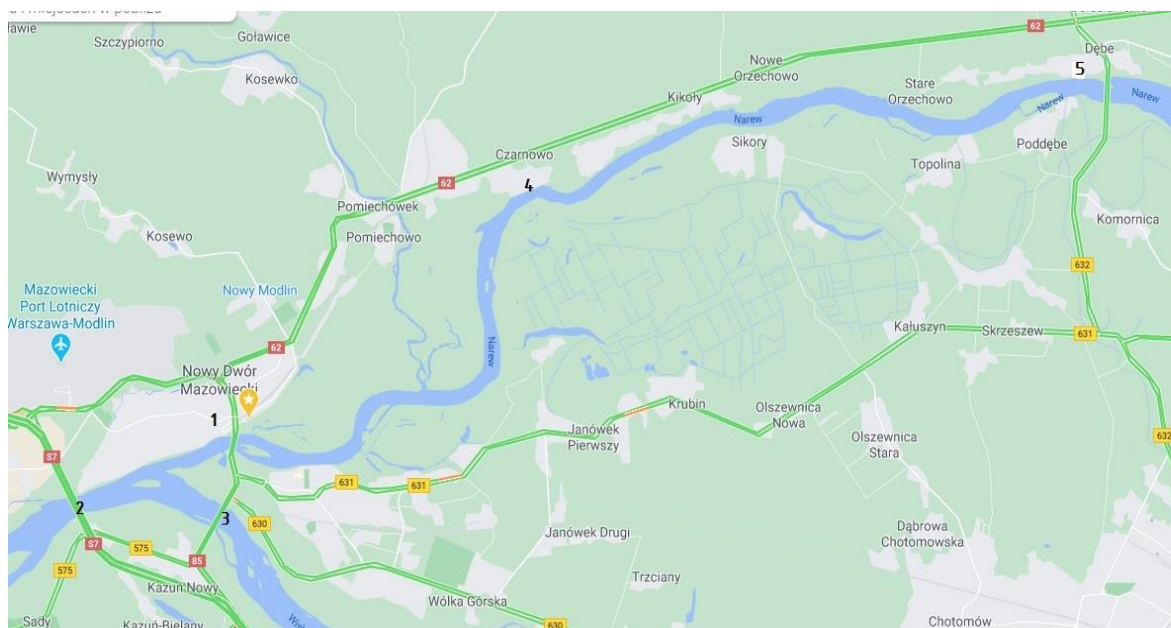 62
Gołavice
Szczypiorno
Dębe
5
Nowe
Orzechowo
Kosewko
Stare
Orzechowo
Kikoły
Narew
Narew
Narew
Sikory
Poddębe
Czarnowo
Topolina
Wymysły
62
4
Pomiechówek
Komornica
Kosewo
Pomiechowo
632
Mazowiecki
Port Lotniczy
Warszawa-Modlin
Nowy Modlin
Kałuszyn
Skrzeszew
631
62
Narew
Nowy Dwór
Mazowiecki
Krubin
Olszewnica
Nowa
1
Janówek
Pierwszy
Olszewnica
Stara
632
S7
631
631
2
3
630
Dąbrowa
Chotomowska
Janówek Drugi
S7
575
85
575
Kazuń Nowy
Trzciany
Wólka Górska
Sady
Kazuń-Bielany
630
Chotomów